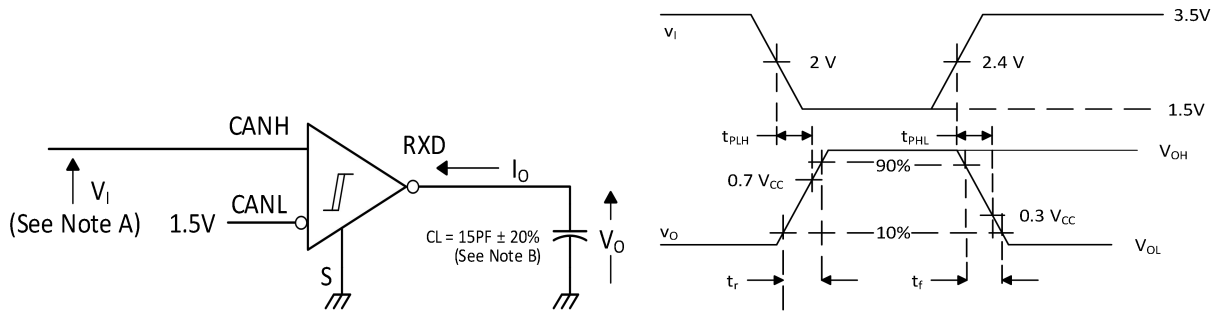 CANH
RXD
I_O
V_I
(See Note A)
CANL
1.5V
CL = 15PF ± 20%
(See Note B)
V_O
S
v_I
3.5V
2 V
2.4 V
1.5V
t_PLH
t_PHL
V_OH
90%
0.7 V_CC
0.3 V_CC
v_O
10%
V_OL
t_r
t_f